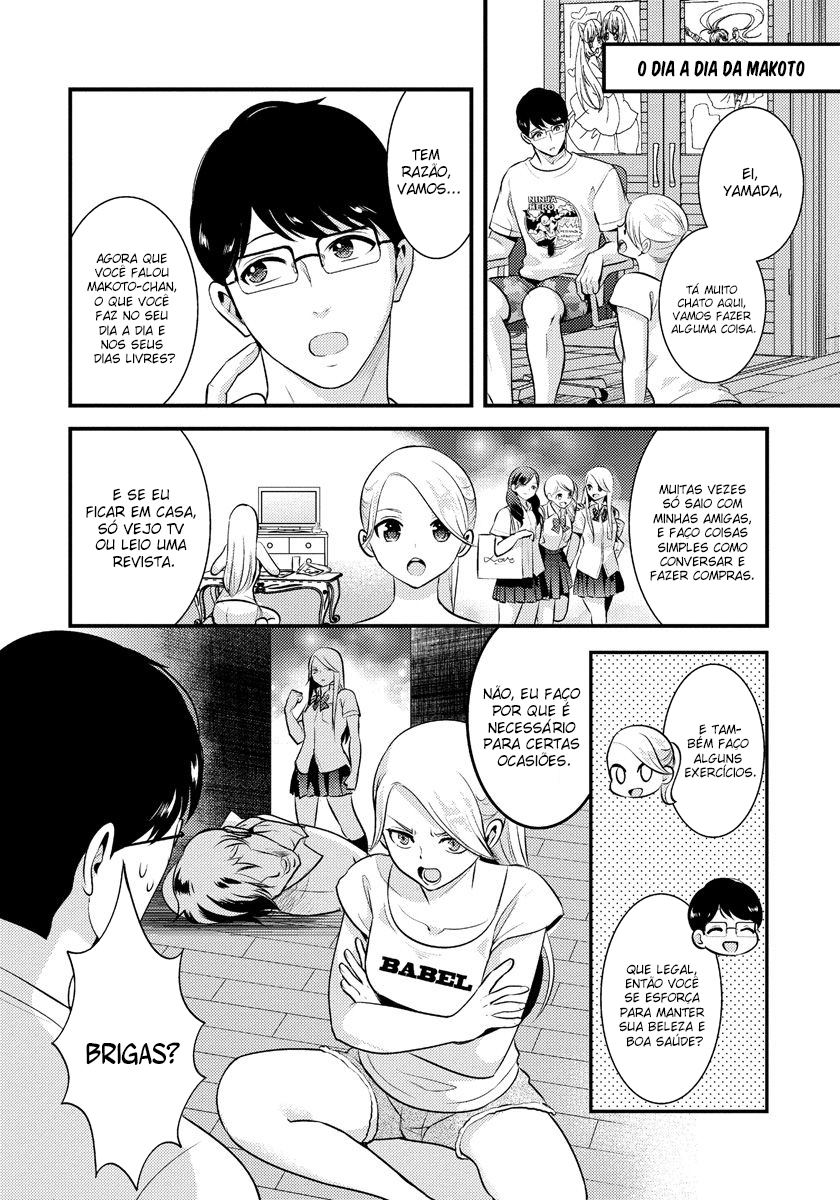 O DIA A DIA DA MAKOTO
EI,
YAMADA,
NINJA
HERO
TÁ MUITO
CHATO AQUI,
VAMOS FAZER
ALGUMA COISA.
TEM
RAZÃO,
VAMOS...
AGORA QUE
VOCÊ FALOU
MAKOTO-CHAN,
O QUE VOCÊ
FAZ NO SEU
DIA A DIA E
NOS SEUS
DIAS LIVRES?
MUITAS VEZES
SÓ SAIO COM
MINHAS AMIGAS,
E FAÇO COISAS
SIMPLES COMO
CONVERSAR E
FAZER COMPRAS.
E SE EU
FICAR EM CASA,
SÓ VEJO TV
OU LEIO UMA
REVISTA.
E TAM-
BÉM FAÇO
ALGUNS
EXERCÍCIOS.
QUE LEGAL,
ENTÃO VOCÊ
SE ESFORÇA
PARA MANTER
SUA BELEZA E
BOA SAÚDE?
NÃO, EU FAÇO
POR QUE É
NECESSÁRIO
PARA CERTAS
OCASIÕES.
BABEL
BRIGAS?